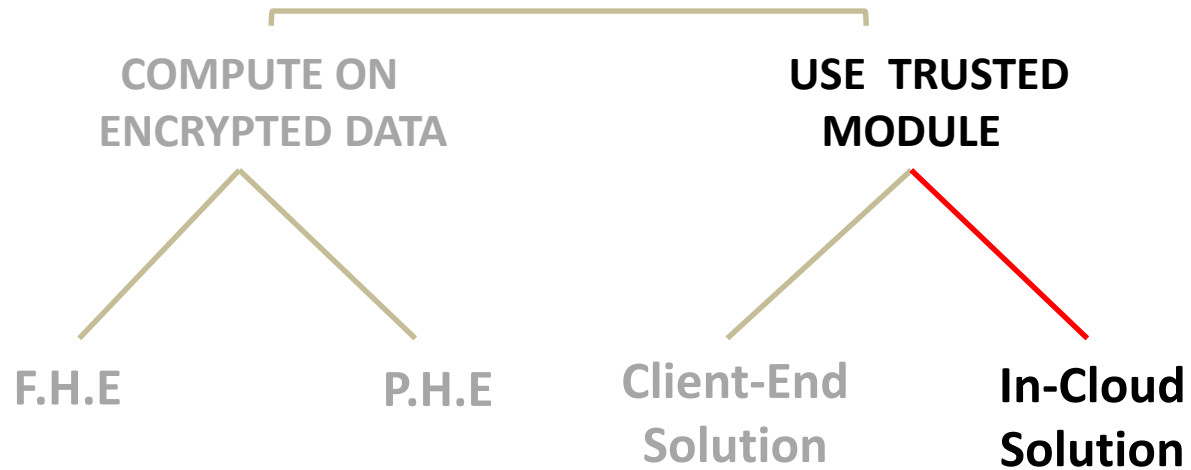 COMPUTE ON
ENCRYPTED DATA
USE TRUSTED
MODULE
F.H.E
P.H.E
Client-End
Solution
In-Cloud
Solution